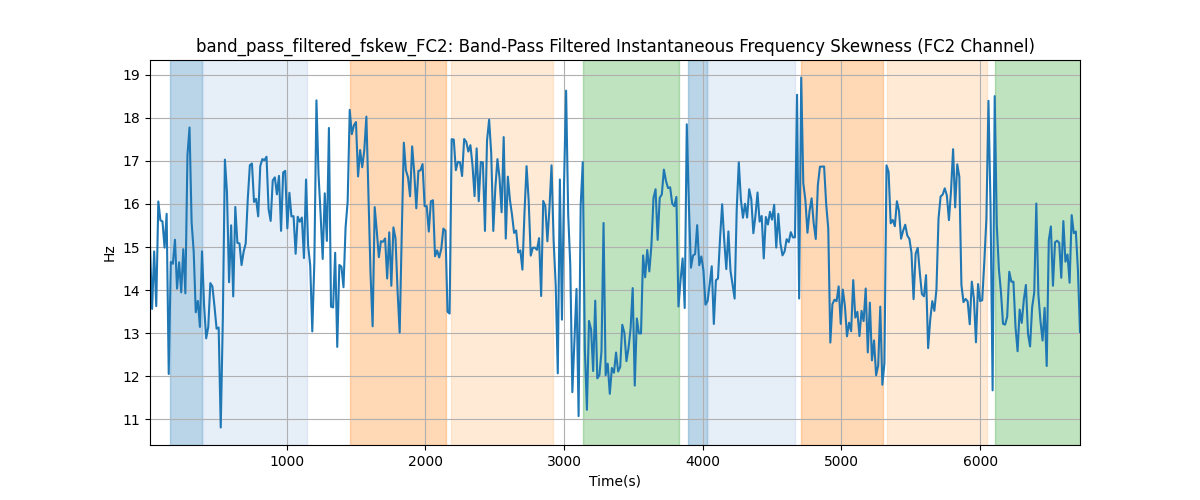 band_pass_filtered_fskew_FC2: Band-Pass Filtered Instantaneous Frequency Skewness (FC2 Channel)
19
18
17
16
15
14
13
12
11
Hz
1000 2000 3000 4000 5000 6000
Time(s)